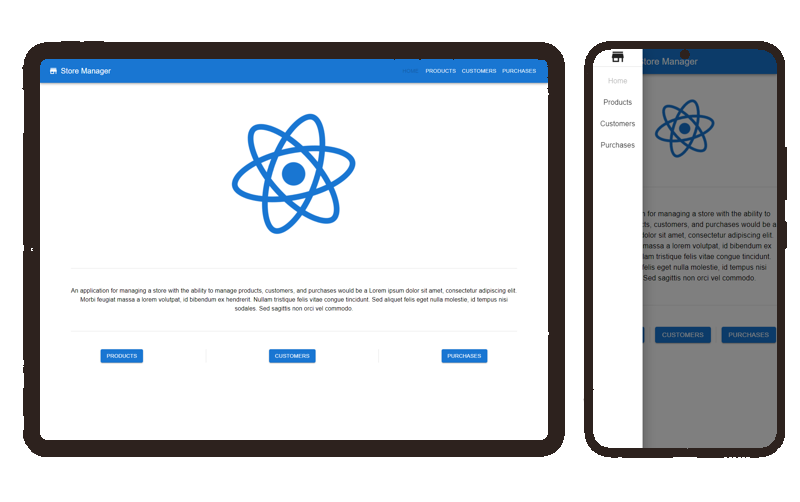 Store Manager
HOME PRODUCTS CUSTOMERS PURCHASES
An application for managing a store with the ability to manage products, customers, and purchases would be a Lorem ipsum dolor sit amet, consectetur adipiscing elit.
Morbi feugiat massa a lorem volutpat, id bibendum ex hendrerit. Nullam tristique felis vitae congue tincidunt. Sed aliquet felis eget nulla molestie, id tempus nisi
sodales. Sed sagittis non orci vel commodo.
PRODUCTS CUSTOMERS PURCHASES
tore Manager
Home
Products
Customers
Purchases
n for managing a store with the ability to
ts, customers, and purchases would be a
dolor sit amet, consectetur adipiscing elit.
massa a lorem volutpat, id bibendum ex
lam tristique felis vitae congue tincidunt.
felis eget nulla molestie, id tempus nisi
. Sed sagittis non orci vel commodo.
CUSTOMERS PURCHASES